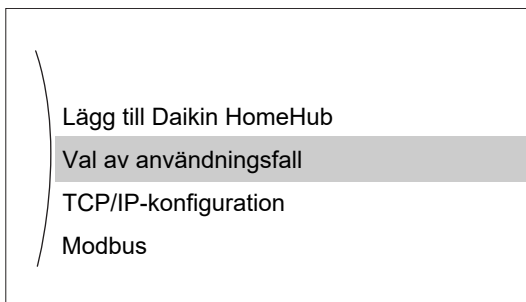 Lägg till Daikin HomeHub
Val av användningsfall
TCP/IP-konfiguration
Modbus